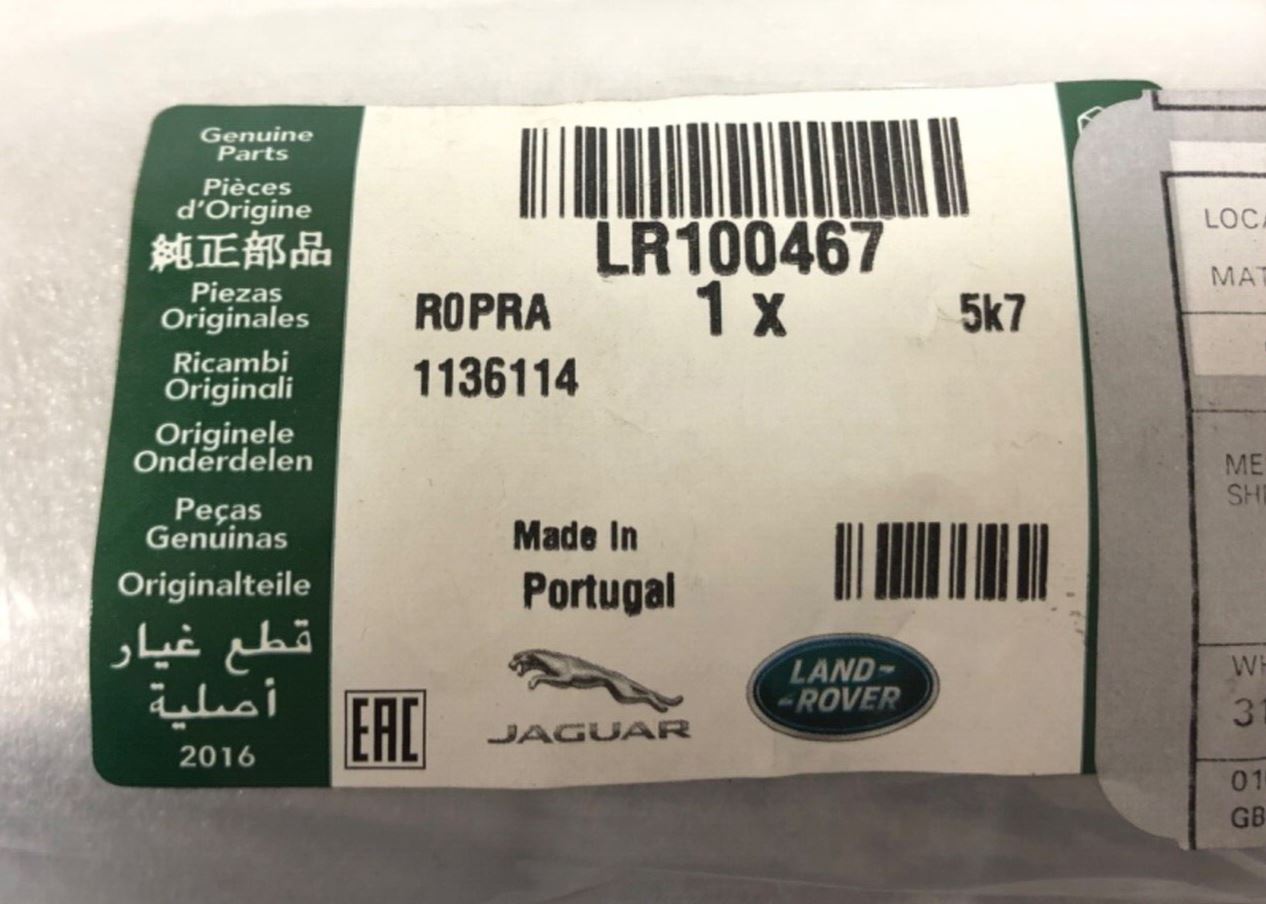 Genuine
Parts
Pièces
d'Origine
純正部品
Piezas
Originales
Ricambi
Originali
Originele
Onderdelen
Peças
Genuinas
Originalteile
قطع غيار
أصلية
2016
LR100467
ROPRA 1 x 5k7
1136114
Made In
Portugal
EAC
JAGUAR
LAND-
-ROVER
LOCA
MAT
ME
SHI
WH
31
01
GB